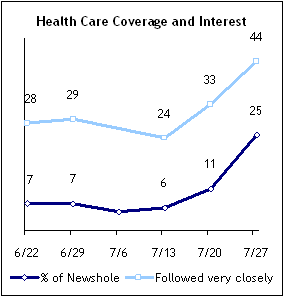 Health Care Coverage and Interest
44
33
28 29
24
25
11
7 7
6
6/22 6/29 7/6 7/13 7/20 7/27
% of Newshole Followed very closely